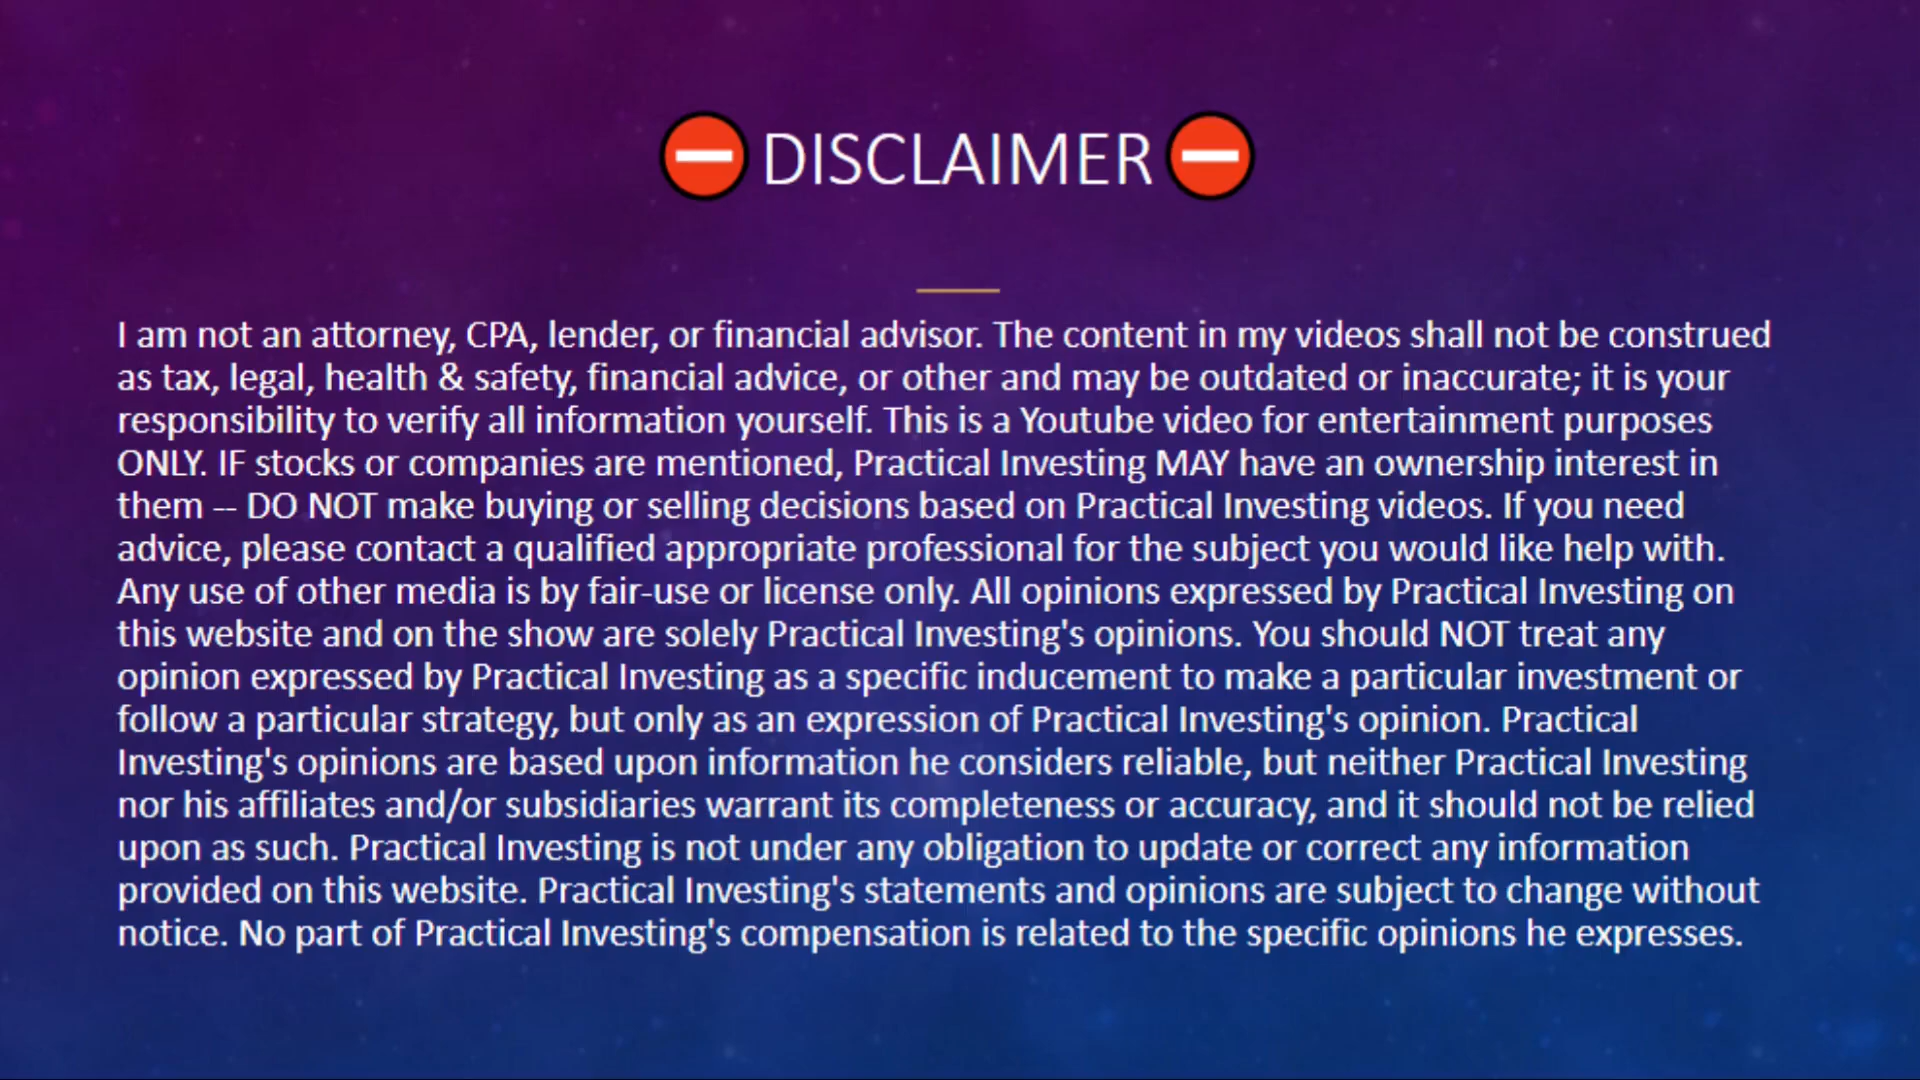 ⛔DISCLAIMER⛔
I am not an attorney, CPA, lender, or financial advisor. The content in my videos shall not be construed
as tax, legal, health & safety, financial advice, or other and may be outdated or inaccurate; it is your
responsibility to verify all information yourself. This is a Youtube video for entertainment purposes
ONLY. IF stocks or companies are mentioned, Practical Investing MAY have an ownership interest in
them -- DO NOT make buying or selling decisions based on Practical Investing videos. If you need
advice, please contact a qualified appropriate professional for the subject you would like help with.
Any use of other media is by fair-use or license only. All opinions expressed by Practical Investing on
this website and on the show are solely Practical Investing's opinions. You should NOT treat any
opinion expressed by Practical Investing as a specific inducement to make a particular investment or
follow a particular strategy, but only as an expression of Practical Investing's opinion. Practical
Investing's opinions are based upon information he considers reliable, but neither Practical Investing
nor his affiliates and/or subsidiaries warrant its completeness or accuracy, and it should not be relied
upon as such. Practical Investing is not under any obligation to update or correct any information
provided on this website. Practical Investing's statements and opinions are subject to change without
notice. No part of Practical Investing's compensation is related to the specific opinions he expresses.